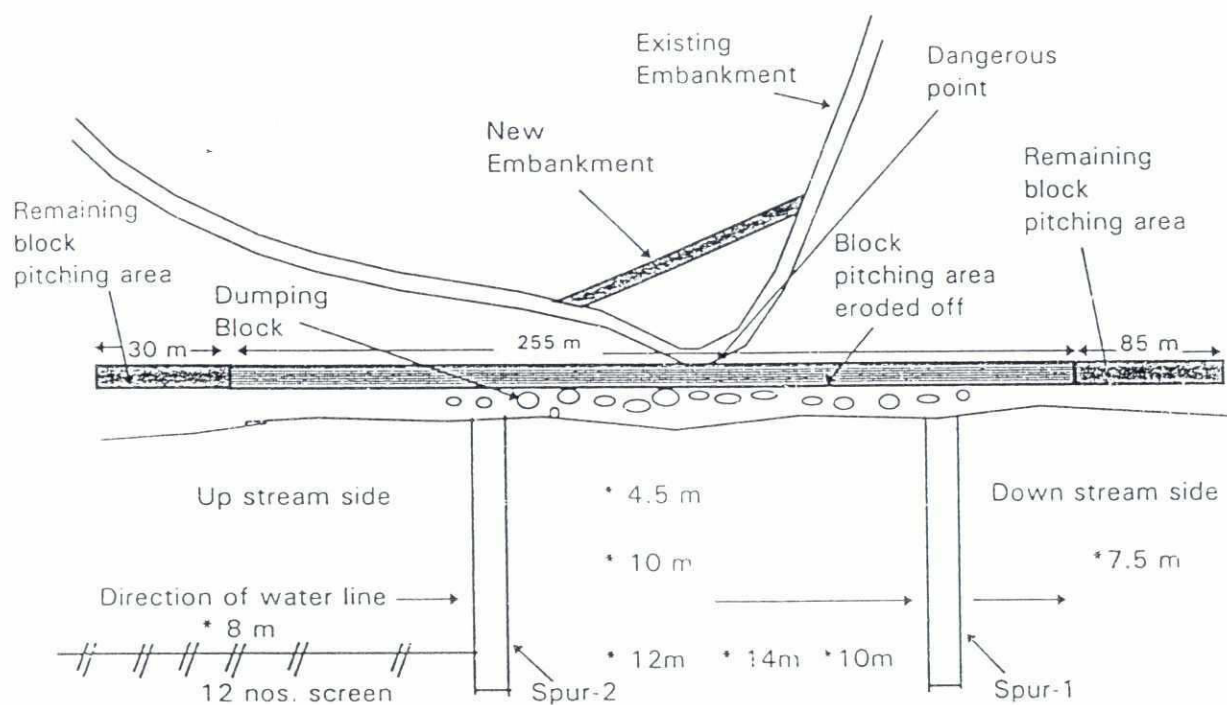 Existing
Embankment
Dangerous
point
New
Embankment
Remaining
block
pitching area
Remaining
block
pitching area
Block
pitching area
eroded off
Dumping
Block
30 m
255 m
85 m
Up stream side
* 4.5 m
Down stream side
* 10 m
* 7.5 m
Direction of water line
* 8 m
* 12m * 14m * 10m
12 nos. screen
Spur-2
Spur-1